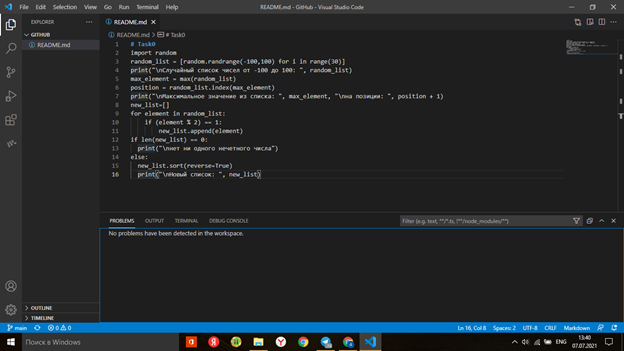 File Edit Selection View Go Run Terminal Help README.md - GitHub - Visual Studio Code
EXPLORER
GITHUB
README.md
README.md
README.md > # Task0
1 # Task0
2 import random
3 random_list = [random.randrange(-100,100) for i in range(30)]
4 print("\nСлучайный список чисел от -100 до 100: ", random_list)
5 max_element = max(random_list)
6 position = random_list.index(max_element)
7 print("\nМаксимальное значение из списка: ", max_element, "\nна позиции: ", position + 1)
8 new_list=[]
9 for element in random_list:
10 if (element % 2) == 1:
11 new_list.append(element)
12 if len(new_list) == 0:
13 print("\nнет ни одного нечетного числа")
14 else:
15 new_list.sort(reverse=True)
16 print("\nНовый список: ", new_list)
PROBLEMS OUTPUT TERMINAL DEBUG CONSOLE
Filter (e.g. text, **/*.ts, !**/node_modules/**)
No problems have been detected in the workspace.
OUTLINE
TIMELINE
main 0 0 Ln 16, Col 8 Spaces: 2 UTF-8 CRLF Markdown
Поиск в Windows
13:40
07.07.2021